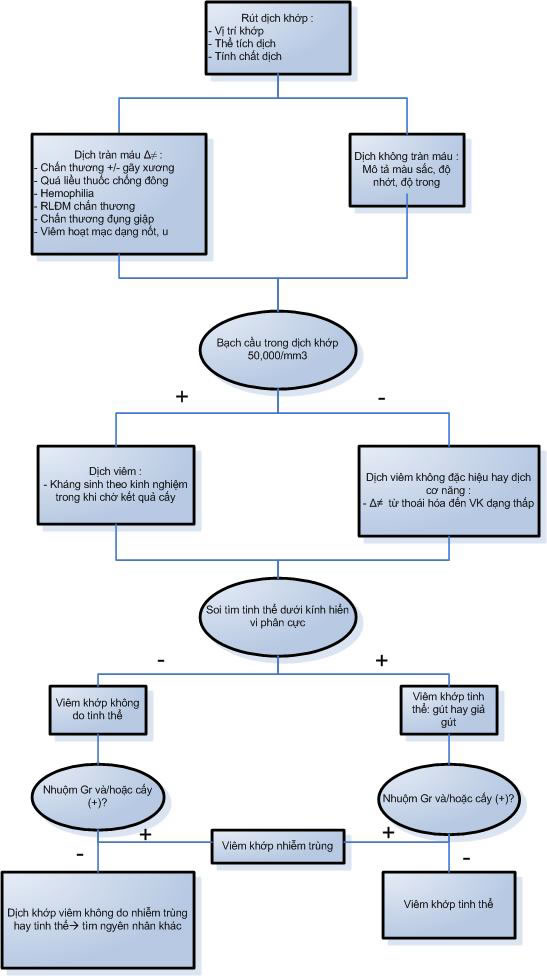 Rút dịch khớp :
- Vị trí khớp
- Thể tích dịch
- Tính chất dịch
Dịch tràn máu Δ≠ :
- Chấn thương +/- gãy xương
- Quá liều thuốc chống đông
- Hemophilia
- RLĐM chấn thương
- Chấn thương đụng giập
- Viêm hoạt mạc dạng nốt, u
Dịch không tràn máu :
Mô tả màu sắc, độ
nhớt, độ trong
Bạch cầu trong dịch khớp
50,000/mm3
+
-
Dịch viêm :
- Kháng sinh theo kinh nghiệm
trong khi chờ kết quả cấy
Dịch viêm không đặc hiệu hay dịch
cơ năng :
- Δ≠ từ thoái hóa đến VK dạng thấp
Soi tìm tinh thể dưới kính hiển
vi phân cực
-
+
Viêm khớp không
do tinh thể
Viêm khớp tinh
thể: gút hay giả
gút
Nhuộm Gr và/hoặc cấy
(+)?
Nhuộm Gr và/hoặc cấy (+)?
+
Viêm khớp nhiễm trùng
+
-
-
Dịch khớp viêm không do nhiễm trùng
hay tinh thể→ tìm ngyên nhân khác
Viêm khớp tinh thể